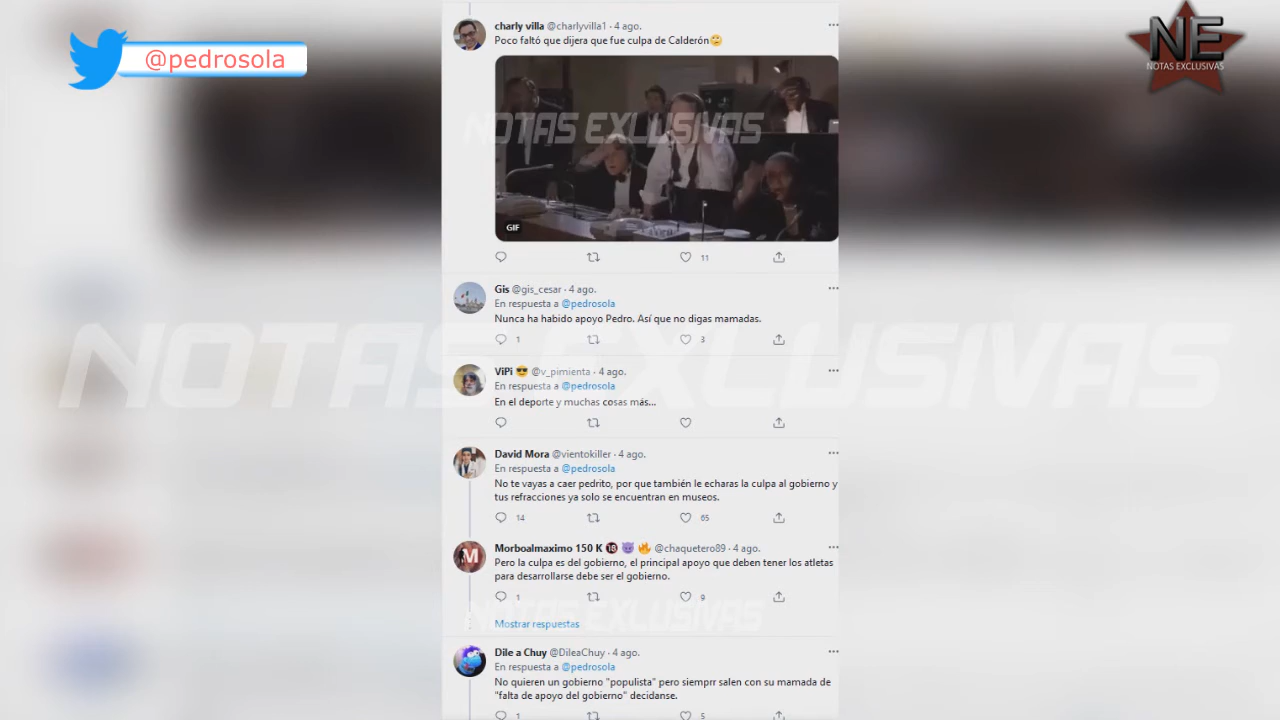 @pedrosola
NE
NOTAS EXCLUSIVAS
charly villa @charlyvilla1 · 4 ago.
Poco faltó que dijera que fue culpa de Calderón🙄
NOTAS EXLUSIVAS
GIF
11
Gis @gis_cesar · 4 ago.
En respuesta a @pedrosola
Nunca ha habido apoyo Pedro. Así que no digas mamadas.
1 3
NOTAS EXLUSIVAS
ViPi 😎 @v_pimienta · 4 ago.
En respuesta a @pedrosola
En el deporte y muchas cosas más...
David Mora @vientokiller · 4 ago.
En respuesta a @pedrosola
No te vayas a caer pedrito, por que también le echaras la culpa al gobierno y
tus refracciones ya solo se encuentran en museos.
14 65
Morboalmaximo 150 K 🔞 😈 🔥 @chaquetero89 · 4 ago.
M
Pero la culpa es del gobierno, el principal apoyo que deben tener los atletas
para desarrollarse debe ser el gobierno.
1 9
NOTAS EXLUSIVAS
Mostrar respuestas
Dile a Chuy @DileaChuy · 4 ago.
En respuesta a @pedrosola
No quieren un gobierno "populista" pero siemprr salen con su mamada de
"falta de apoyo del gobierno" decidanse.
1 5